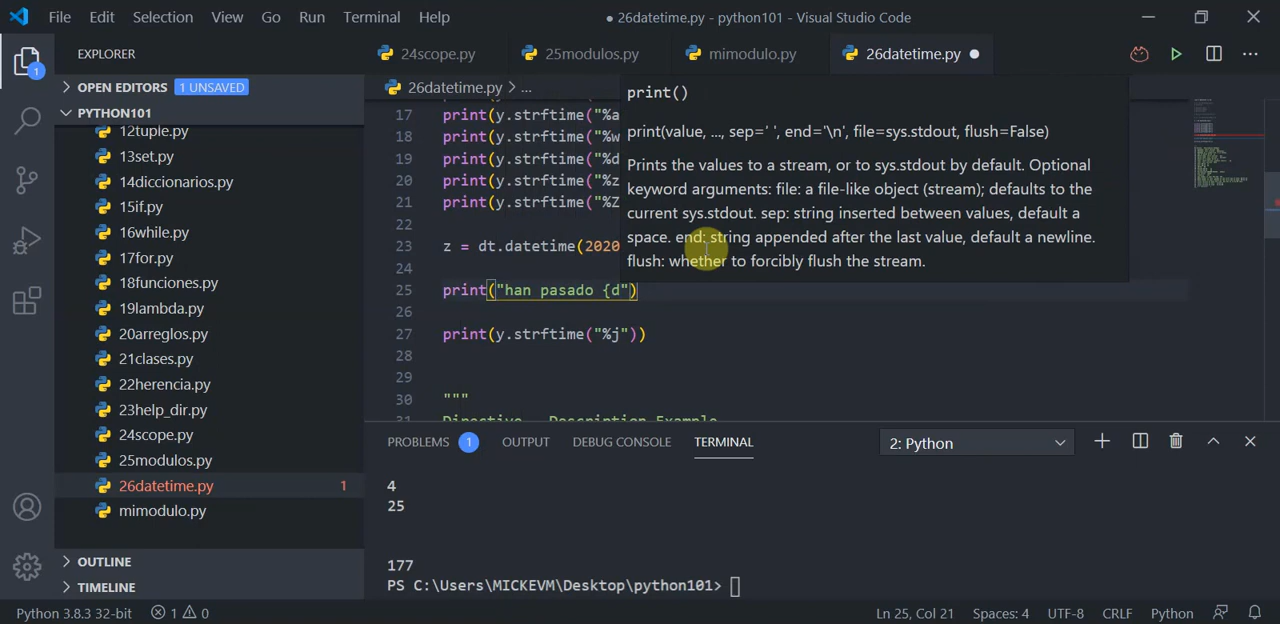 File Edit Selection View Go Run Terminal Help
● 26datetime.py - python101 - Visual Studio Code
EXPLORER
OPEN EDITORS 1 UNSAVED
PYTHON101
12tuple.py
13set.py
14diccionarios.py
15if.py
16while.py
17for.py
18funciones.py
19lambda.py
20arreglos.py
21clases.py
22herencia.py
23help_dir.py
24scope.py
25modulos.py
26datetime.py 1
mimodulo.py
OUTLINE
TIMELINE
1
24scope.py 25modulos.py mimodulo.py 26datetime.py ●
26datetime.py > ...
17 print(y.strftime("%a
18 print(y.strftime("%w
19 print(y.strftime("%d
20 print(y.strftime("%z
21 print(y.strftime("%Z
22
23 z = dt.datetime(2020
24
25 print("han pasado {d")
26
27 print(y.strftime("%j"))
28
29
30 """
31 Directive Description Example
print()
print(value, ..., sep=' ', end='\n', file=sys.stdout, flush=False)
Prints the values to a stream, or to sys.stdout by default. Optional
keyword arguments: file: a file-like object (stream); defaults to the
current sys.stdout. sep: string inserted between values, default a
space. end: string appended after the last value, default a newline.
flush: whether to forcibly flush the stream.
PROBLEMS 1 OUTPUT DEBUG CONSOLE TERMINAL
2: Python
4
25
177
PS C:\Users\MICKEVM\Desktop\python101>
Python 3.8.3 32-bit 1 0
Ln 25, Col 21 Spaces: 4 UTF-8 CRLF Python